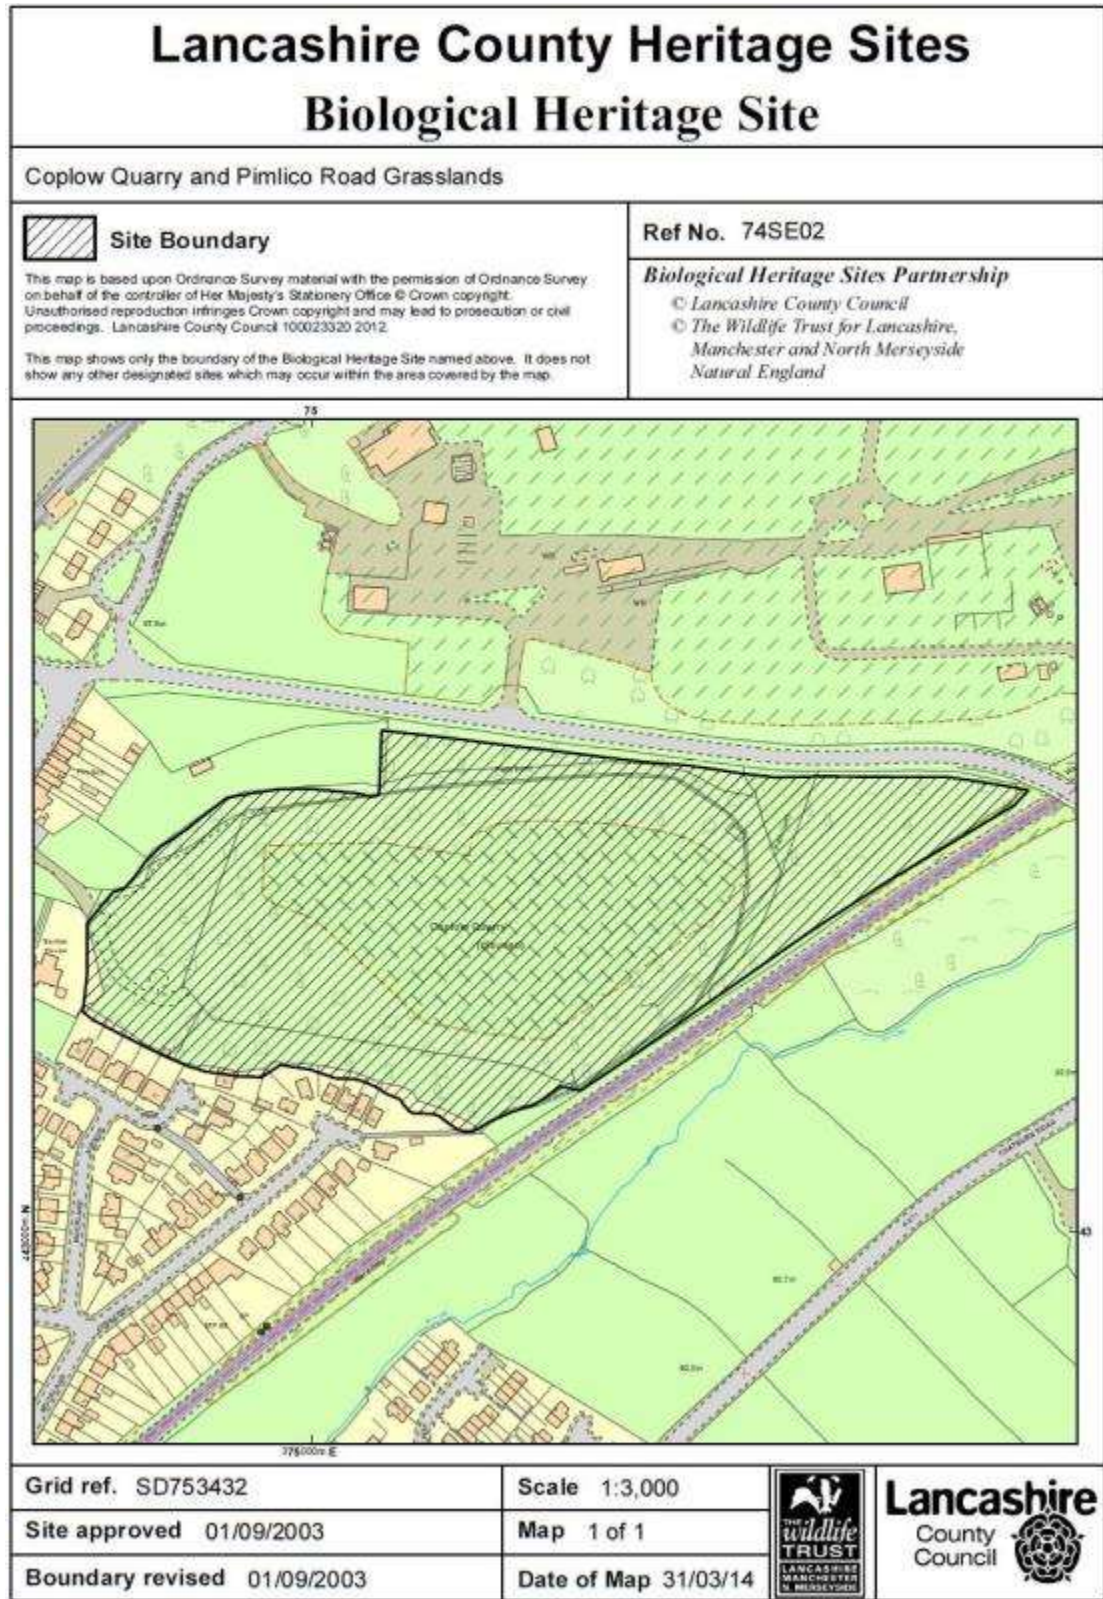 Lancashire County Heritage Sites
Biological Heritage Site
Coplow Quarry and Pimlico Road Grasslands
Site Boundary
This map is based upon Ordnance Survey material with the permission of Ordnance Survey
on behalf of the controller of Her Majesty's Stationery Office © Crown copyright.
Unauthorised reproduction infringes Crown copyright and may lead to prosecution or civil
proceedings. Lancashire County Council 100023320 2012
This map shows only the boundary of the Biological Heritage Site named above. It does not
show any other designated sites which may occur within the area covered by the map.
Ref No. 74SE02
Biological Heritage Sites Partnership
© Lancashire County Council
© The Wildlife Trust for Lancashire,
Manchester and North Merseyside
Natural England
75
Coplow Quarry
(disused)
CHATBURN ROAD
443000m N
43
375000m E
Grid ref. SD753432
Site approved 01/09/2003
Boundary revised 01/09/2003
Scale 1:3,000
Map 1 of 1
Date of Map 31/03/14
THE
wildlife
TRUST
LANCASHIRE
MANCHESTER
N. MERSEYSIDE
Lancashire
County
Council